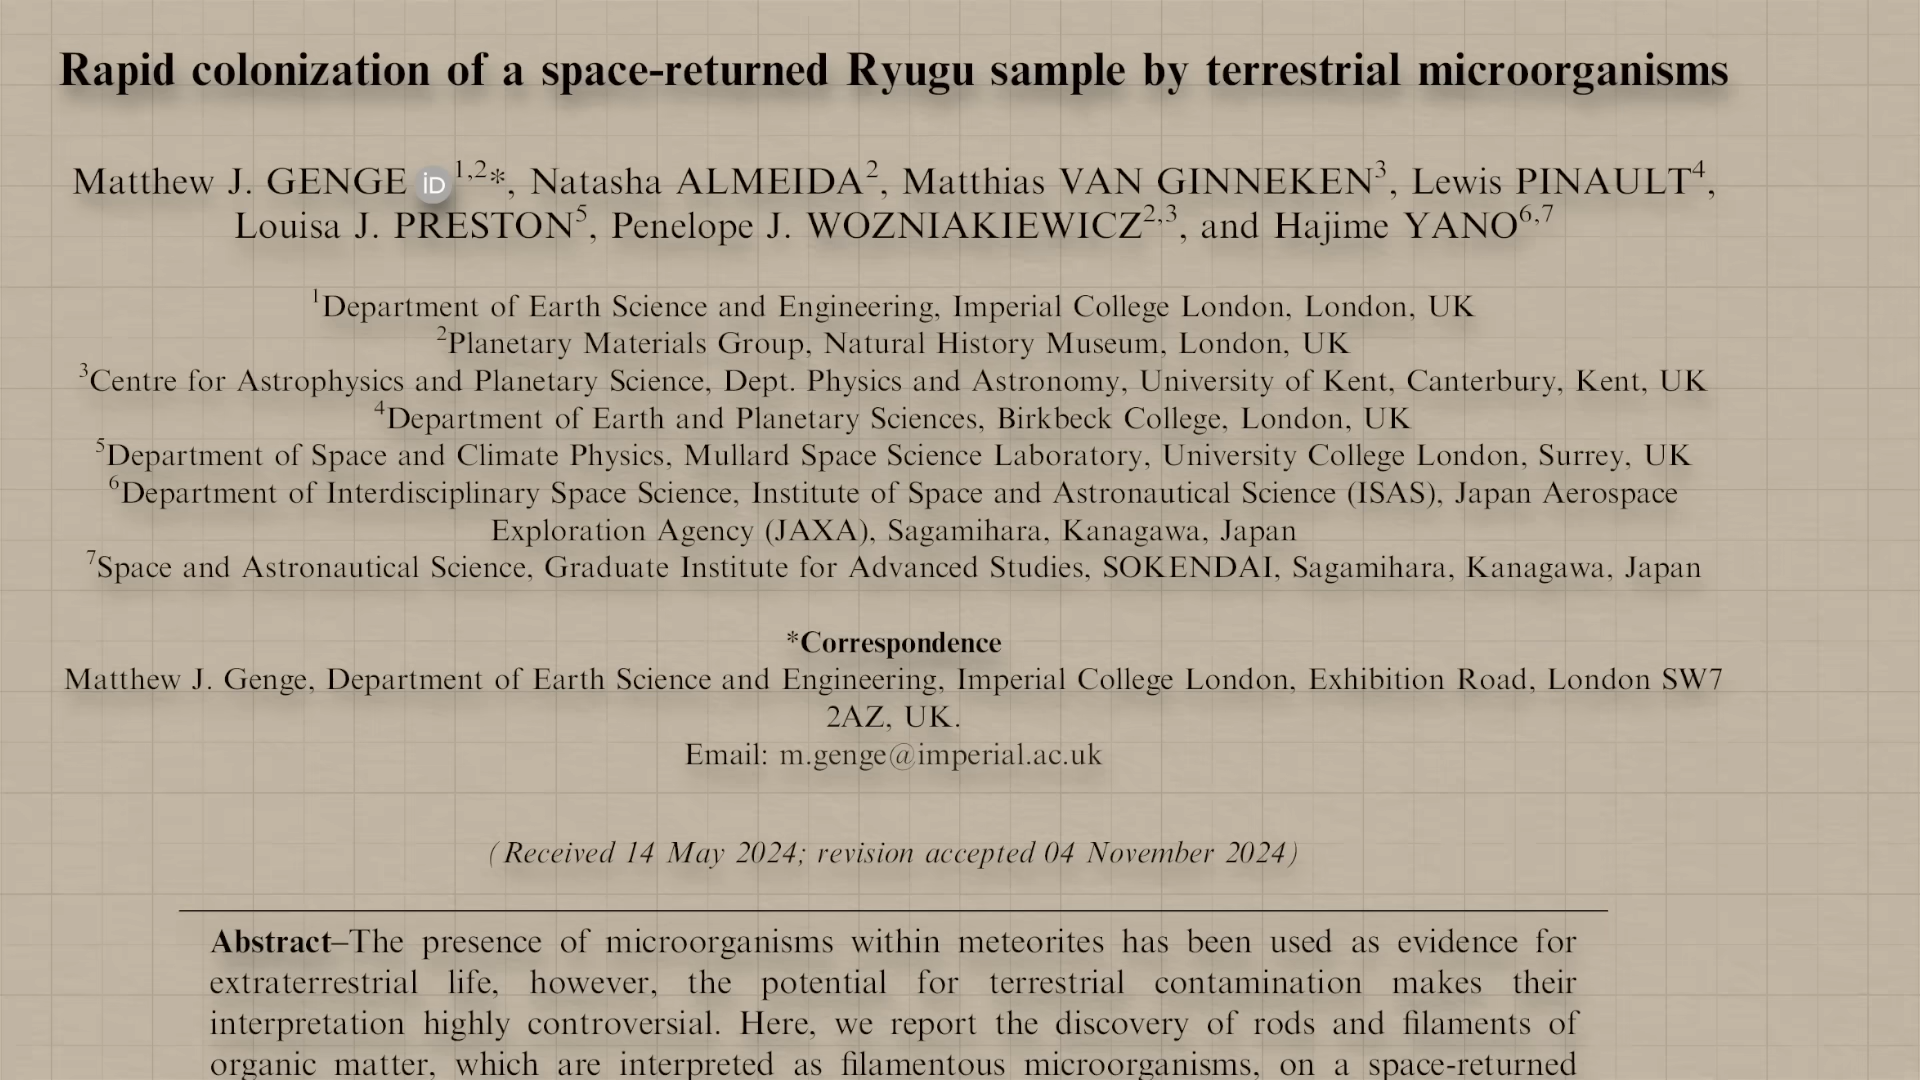 Rapid colonization of a space-returned Ryugu sample by terrestrial microorganisms
Matthew J. GENGE iD 1,2*, Natasha ALMEIDA2, Matthias VAN GINNEKEN3, Lewis PINAULT4,
Louisa J. PRESTON5, Penelope J. WOZNIAKIEWICZ2,3, and Hajime YANO6,7
1Department of Earth Science and Engineering, Imperial College London, London, UK
2Planetary Materials Group, Natural History Museum, London, UK
3Centre for Astrophysics and Planetary Science, Dept. Physics and Astronomy, University of Kent, Canterbury, Kent, UK
4Department of Earth and Planetary Sciences, Birkbeck College, London, UK
5Department of Space and Climate Physics, Mullard Space Science Laboratory, University College London, Surrey, UK
6Department of Interdisciplinary Space Science, Institute of Space and Astronautical Science (ISAS), Japan Aerospace
Exploration Agency (JAXA), Sagamihara, Kanagawa, Japan
7Space and Astronautical Science, Graduate Institute for Advanced Studies, SOKENDAI, Sagamihara, Kanagawa, Japan
*Correspondence
Matthew J. Genge, Department of Earth Science and Engineering, Imperial College London, Exhibition Road, London SW7
2AZ, UK.
Email: m.genge@imperial.ac.uk
(Received 14 May 2024; revision accepted 04 November 2024)
Abstract–The presence of microorganisms within meteorites has been used as evidence for
extraterrestrial life, however, the potential for terrestrial contamination makes their
interpretation highly controversial. Here, we report the discovery of rods and filaments of
organic matter, which are interpreted as filamentous microorganisms, on a space-returned